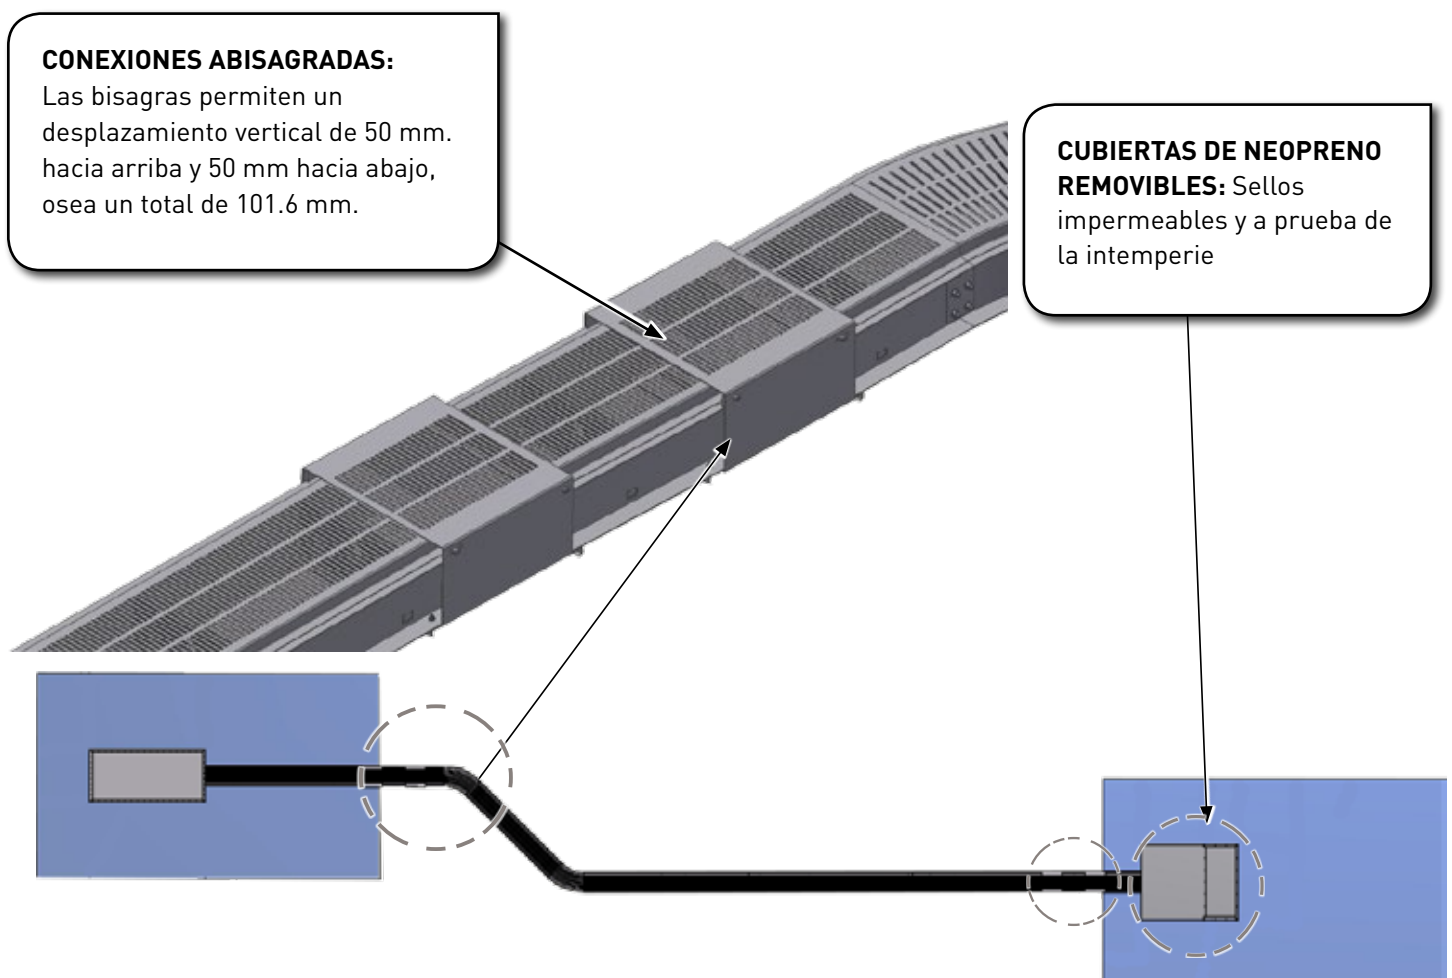 CONEXIONES ABISAGRADAS:
Las bisagras permiten un
desplazamiento vertical de 50 mm.
hacia arriba y 50 mm hacia abajo,
osea un total de 101.6 mm.
CUBIERTAS DE NEOPRENO
REMOVIBLES: Sellos
impermeables y a prueba de
la intemperie